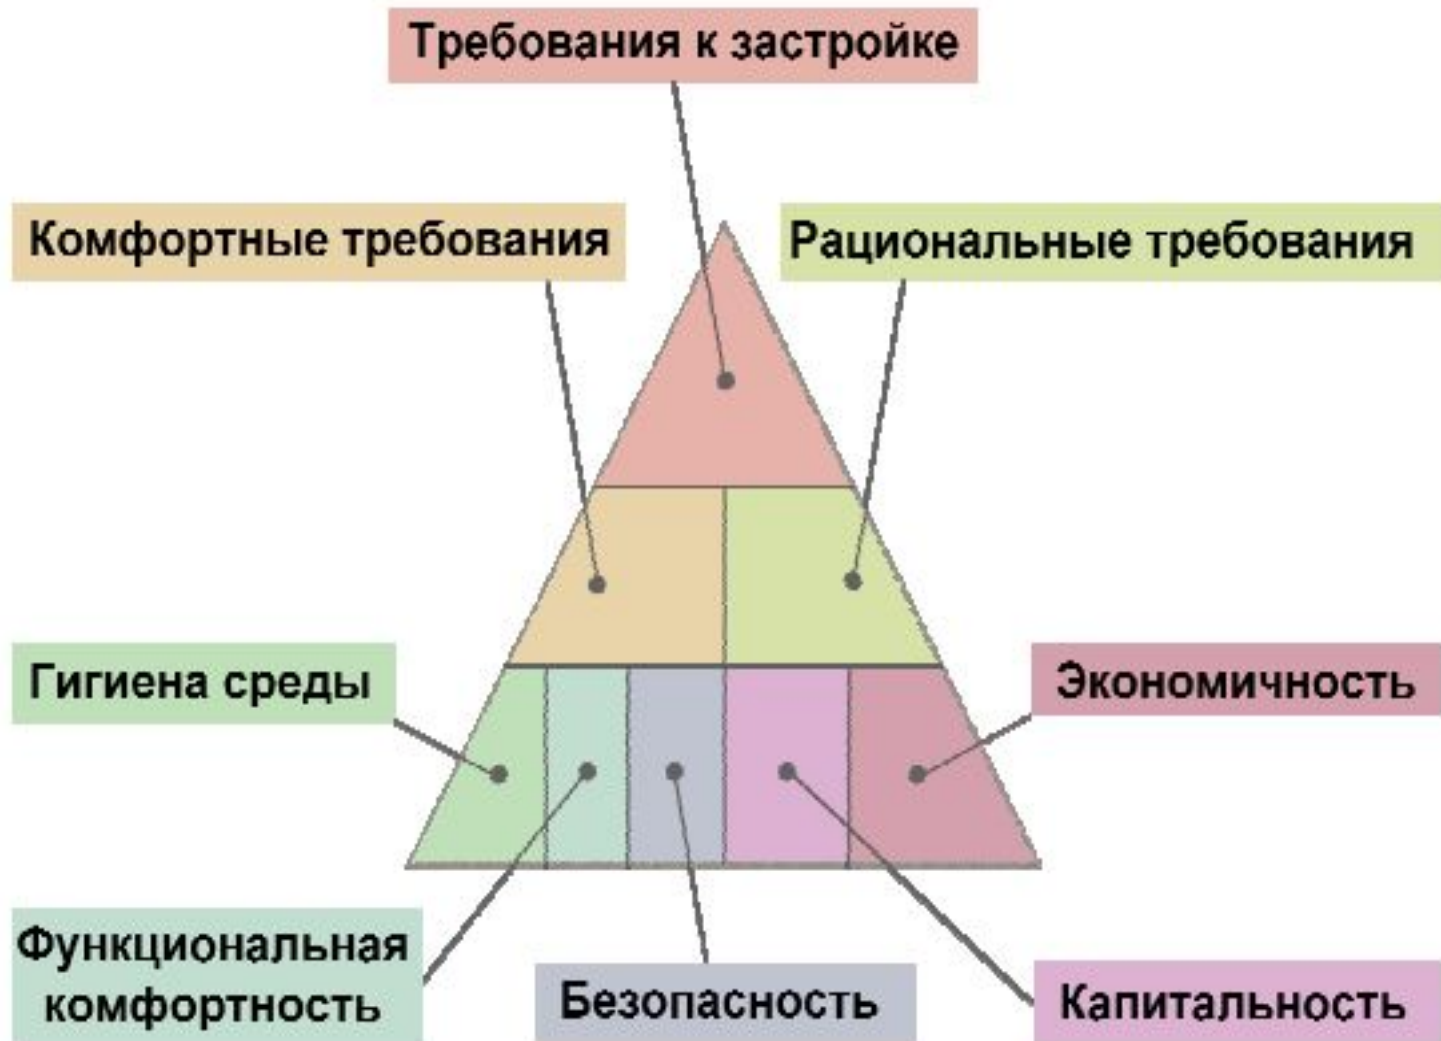 Требования к застройке
Комфортные требования
Рациональные требования
Гигиена среды
Экономичность
Функциональная
комфортность
Безопасность
Капитальность